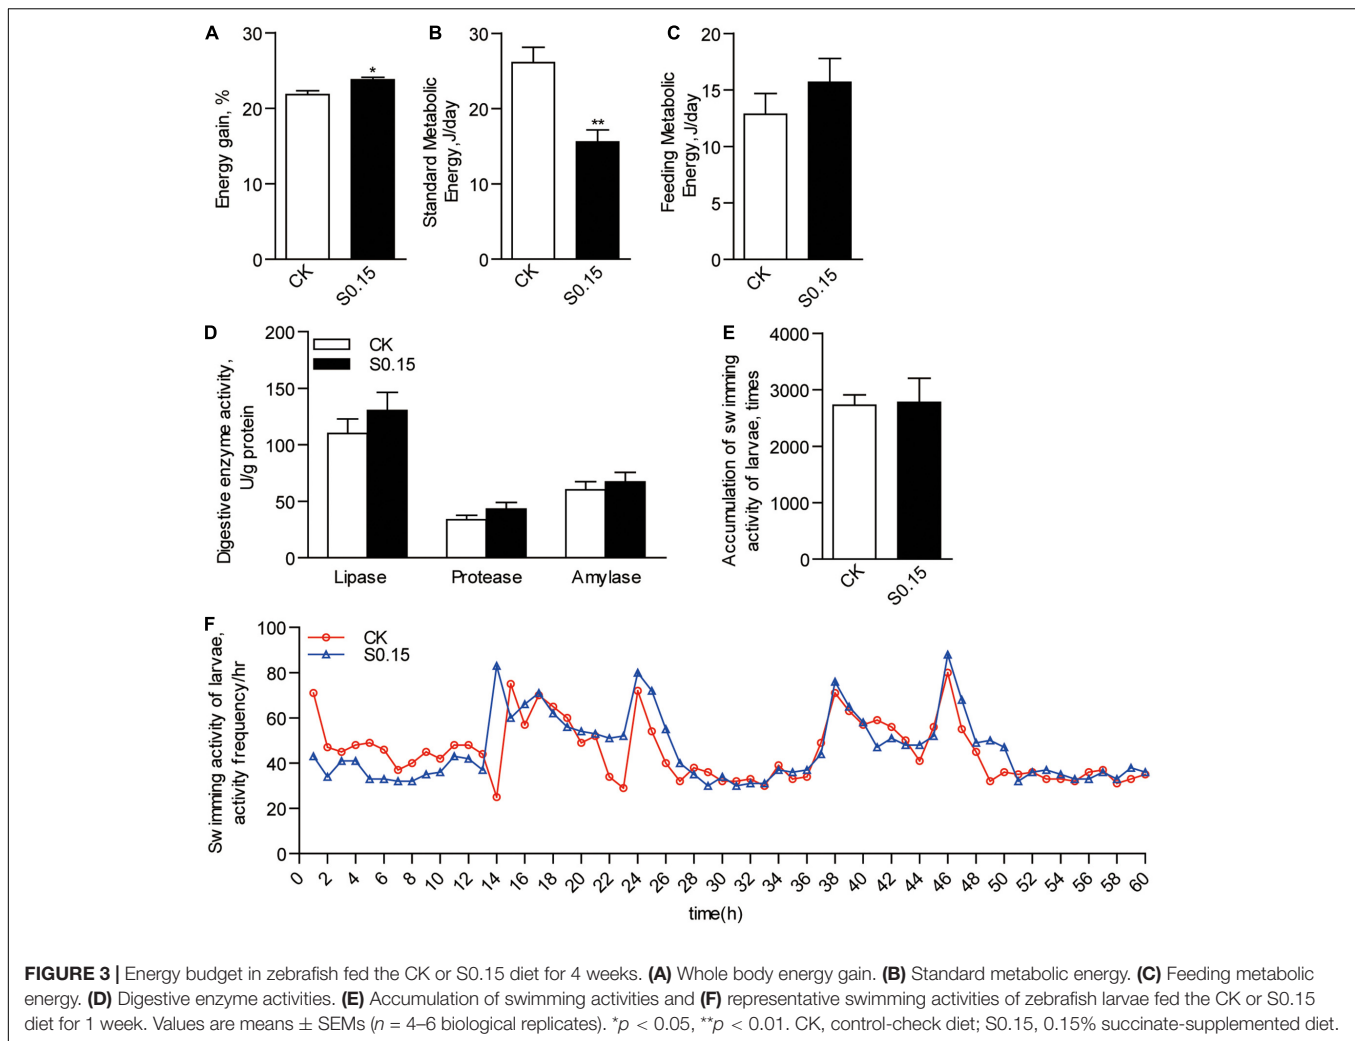 A
30
20
10
0
Energy gain, %
*
CK
S0.15
B
30
20
10
0
Standard Metabolic
Energy,J/day
**
CK
S0.15
C
20
15
10
5
0
Feeding Metabolic
Energy,J/day
CK
S0.15
D
200
150
100
50
0
Digestive enzyme activity,
U/g protein
CK
S0.15
Lipase
Protease
Amylase
E
4000
3000
2000
1000
0
Accumulation of sw imming
activity of larvae, times
CK
S0.15
F
100
80
60
40
20
0
Sw imming activity of larvae,
activity frequency/hr
CK
S0.15
0 2 4 6 8 10 12 14 16 18 20 22 24 26 28 30 32 34 36 38 40 42 44 46 48 50 52 54 56 58 60
time(h)
FIGURE 3 | Energy budget in zebrafish fed the CK or S0.15 diet for 4 weeks. (A) Whole body energy gain. (B) Standard metabolic energy. (C) Feeding metabolic
energy. (D) Digestive enzyme activities. (E) Accumulation of swimming activities and (F) representative swimming activities of zebrafish larvae fed the CK or S0.15
diet for 1 week. Values are means ± SEMs (n = 4–6 biological replicates). *p < 0.05, **p < 0.01. CK, control-check diet; S0.15, 0.15% succinate-supplemented diet.